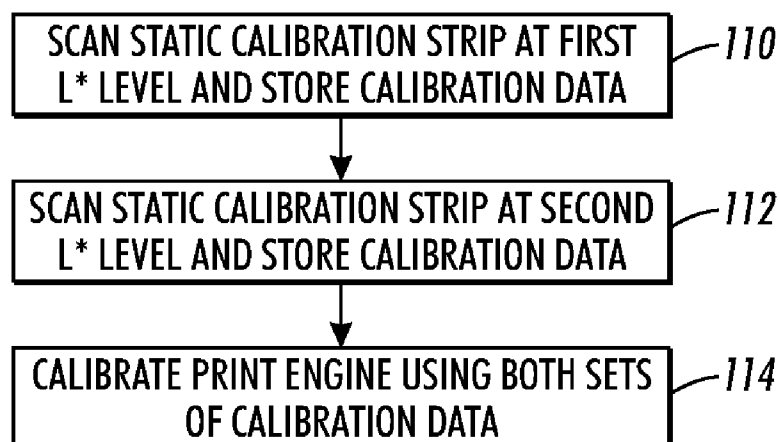 SCAN STATIC CALIBRATION STRIP AT FIRST
L* LEVEL AND STORE CALIBRATION DATA
110
SCAN STATIC CALIBRATION STRIP AT SECOND
L* LEVEL AND STORE CALIBRATION DATA
112
CALIBRATE PRINT ENGINE USING BOTH SETS
OF CALIBRATION DATA
114